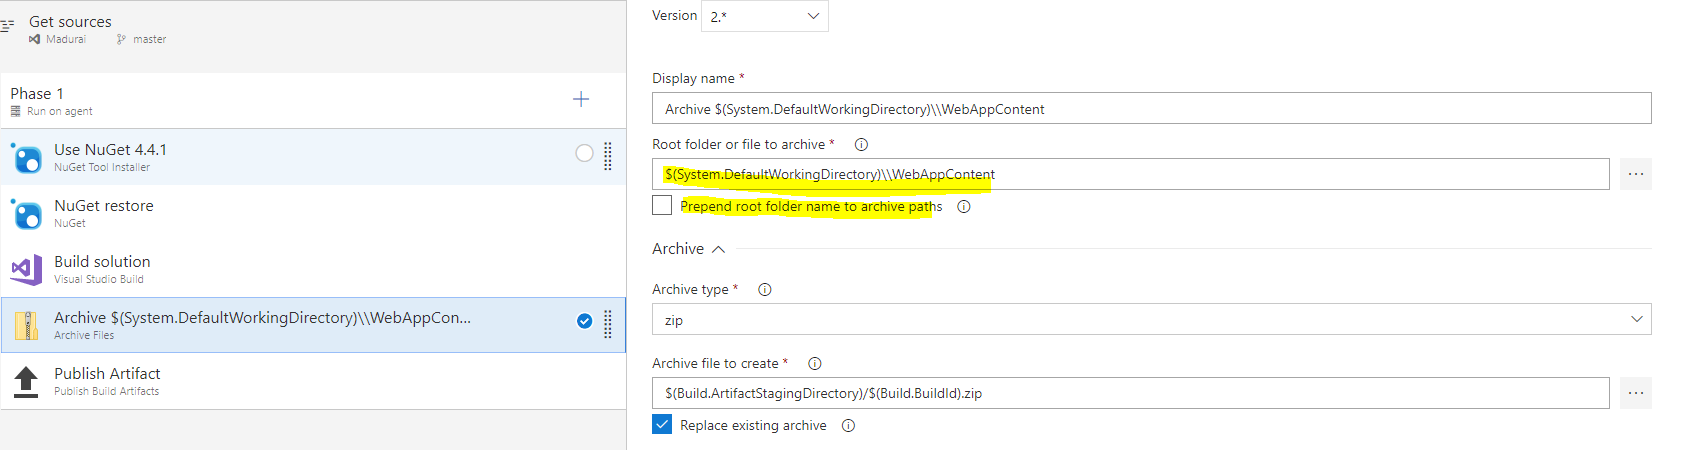 Get sources
Madurai master
Phase 1
Run on agent
Use NuGet 4.4.1
NuGet Tool Installer
NuGet restore
NuGet
Build solution
Visual Studio Build
Archive $(System.DefaultWorkingDirectory)\\WebAppCon...
Archive Files
Publish Artifact
Publish Build Artifacts
Version 2.*
Display name *
Archive $(System.DefaultWorkingDirectory)\\WebAppContent
Root folder or file to archive *
$(System.DefaultWorkingDirectory)\\WebAppContent
Prepend root folder name to archive paths
Archive
Archive type *
zip
Archive file to create *
$(Build.ArtifactStagingDirectory)/$(Build.BuildId).zip
Replace existing archive